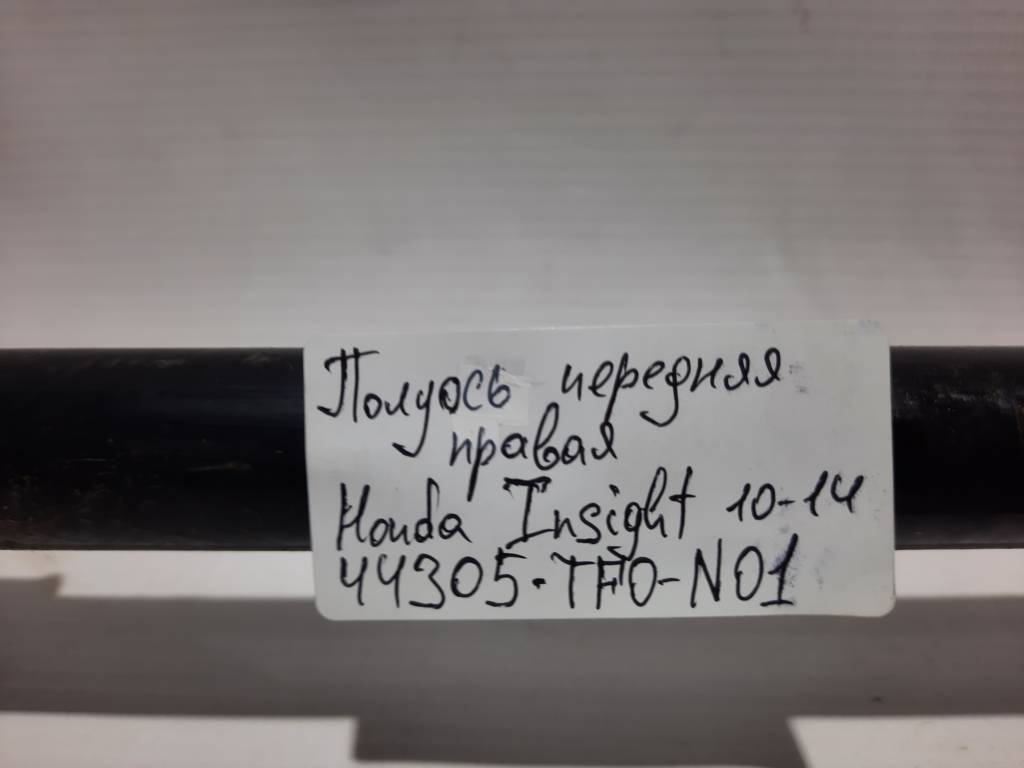 Полуось передняя
правая
Honda Insight 10-14
44305-TF0-N01